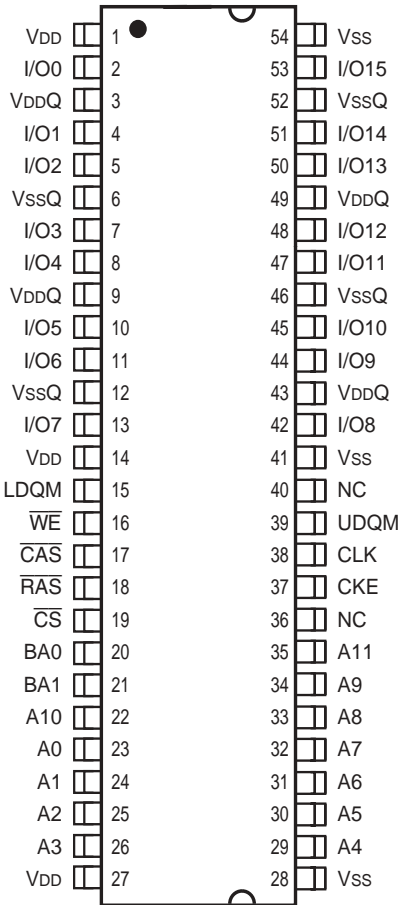 VDD 1 54 VSS
I/O0 2 53 I/O15
VDDQ 3 52 VSSQ
I/O1 4 51 I/O14
I/O2 5 50 I/O13
VSSQ 6 49 VDDQ
I/O3 7 48 I/O12
I/O4 8 47 I/O11
VDDQ 9 46 VSSQ
I/O5 10 45 I/O10
I/O6 11 44 I/O9
VSSQ 12 43 VDDQ
I/O7 13 42 I/O8
VDD 14 41 VSS
LDQM 15 40 NC
W̅E̅ 16 39 UDQM
C̅A̅S̅ 17 38 CLK
R̅A̅S̅ 18 37 CKE
C̅S̅ 19 36 NC
BA0 20 35 A11
BA1 21 34 A9
A10 22 33 A8
A0 23 32 A7
A1 24 31 A6
A2 25 30 A5
A3 26 29 A4
VDD 27 28 VSS